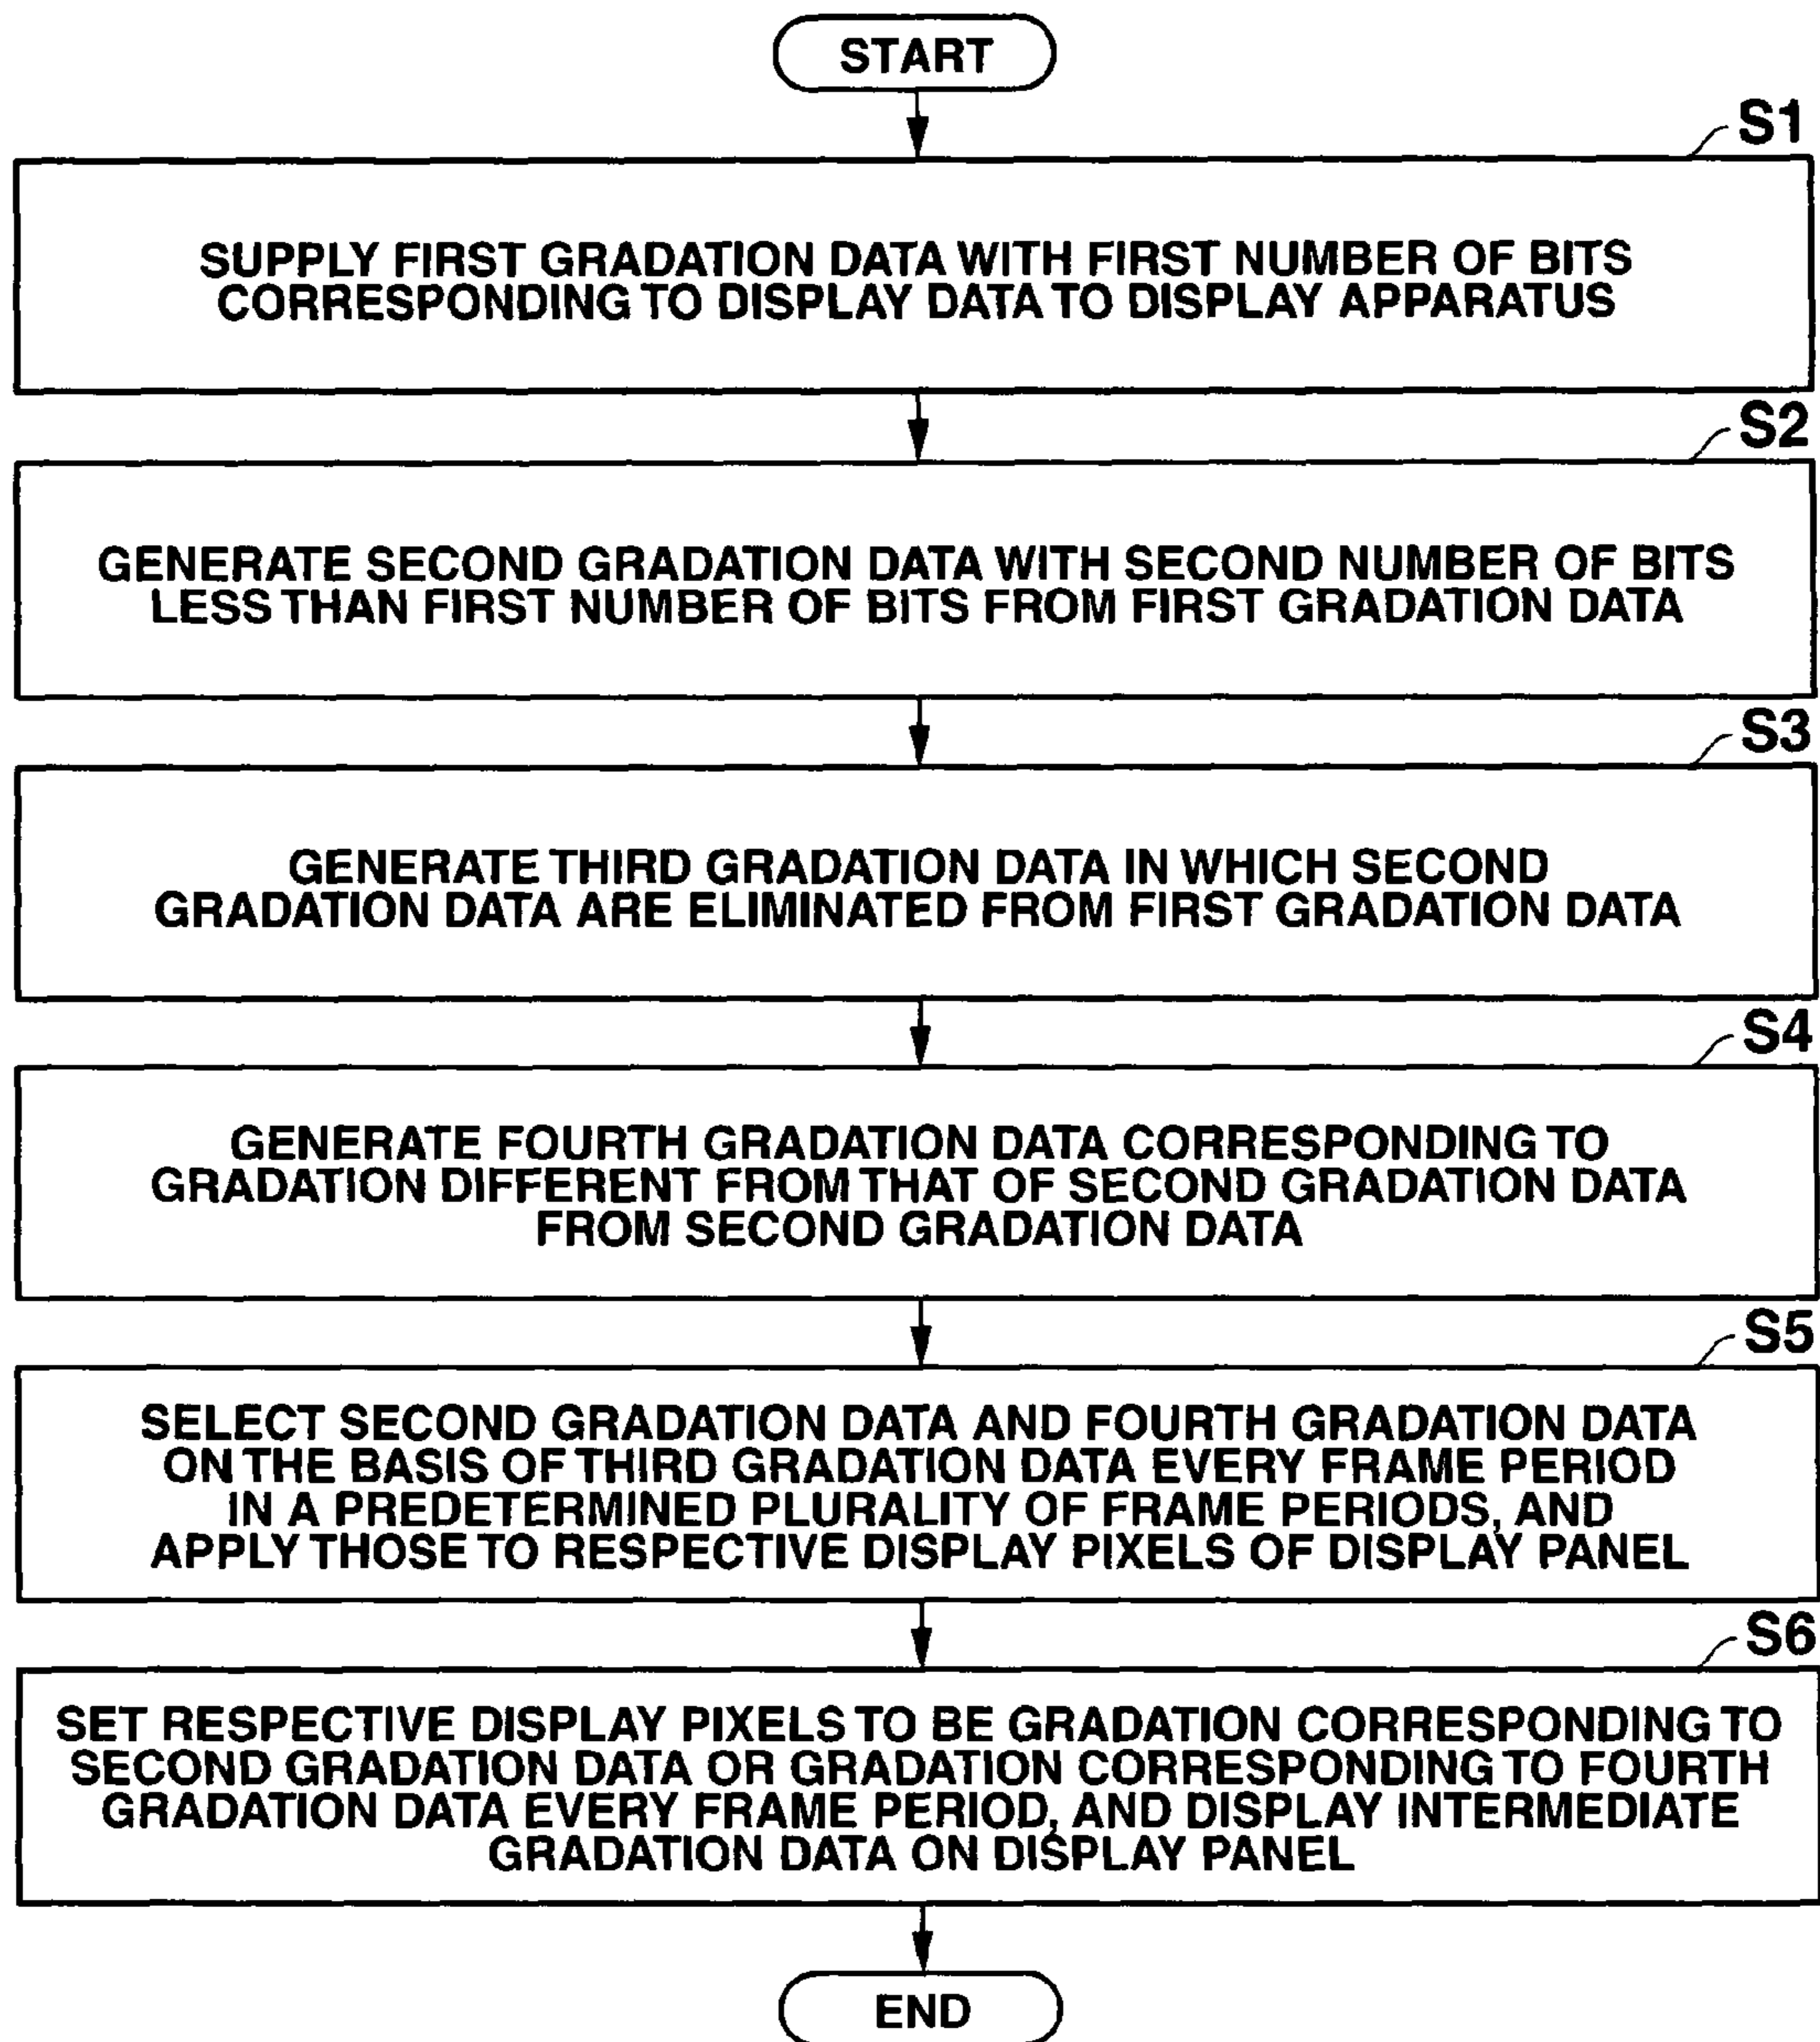 START
S1
SUPPLY FIRST GRADATION DATA WITH FIRST NUMBER OF BITS
CORRESPONDING TO DISPLAY DATA TO DISPLAY APPARATUS
S2
GENERATE SECOND GRADATION DATA WITH SECOND NUMBER OF BITS
LESS THAN FIRST NUMBER OF BITS FROM FIRST GRADATION DATA
S3
GENERATE THIRD GRADATION DATA IN WHICH SECOND
GRADATION DATA ARE ELIMINATED FROM FIRST GRADATION DATA
S4
GENERATE FOURTH GRADATION DATA CORRESPONDING TO
GRADATION DIFFERENT FROM THAT OF SECOND GRADATION DATA
FROM SECOND GRADATION DATA
S5
SELECT SECOND GRADATION DATA AND FOURTH GRADATION DATA
ON THE BASIS OF THIRD GRADATION DATA EVERY FRAME PERIOD
IN A PREDETERMINED PLURALITY OF FRAME PERIODS, AND
APPLY THOSE TO RESPECTIVE DISPLAY PIXELS OF DISPLAY PANEL
S6
SET RESPECTIVE DISPLAY PIXELS TO BE GRADATION CORRESPONDING TO
SECOND GRADATION DATA OR GRADATION CORRESPONDING TO FOURTH
GRADATION DATA EVERY FRAME PERIOD, AND DISPLAY INTERMEDIATE
GRADATION DATA ON DISPLAY PANEL
END